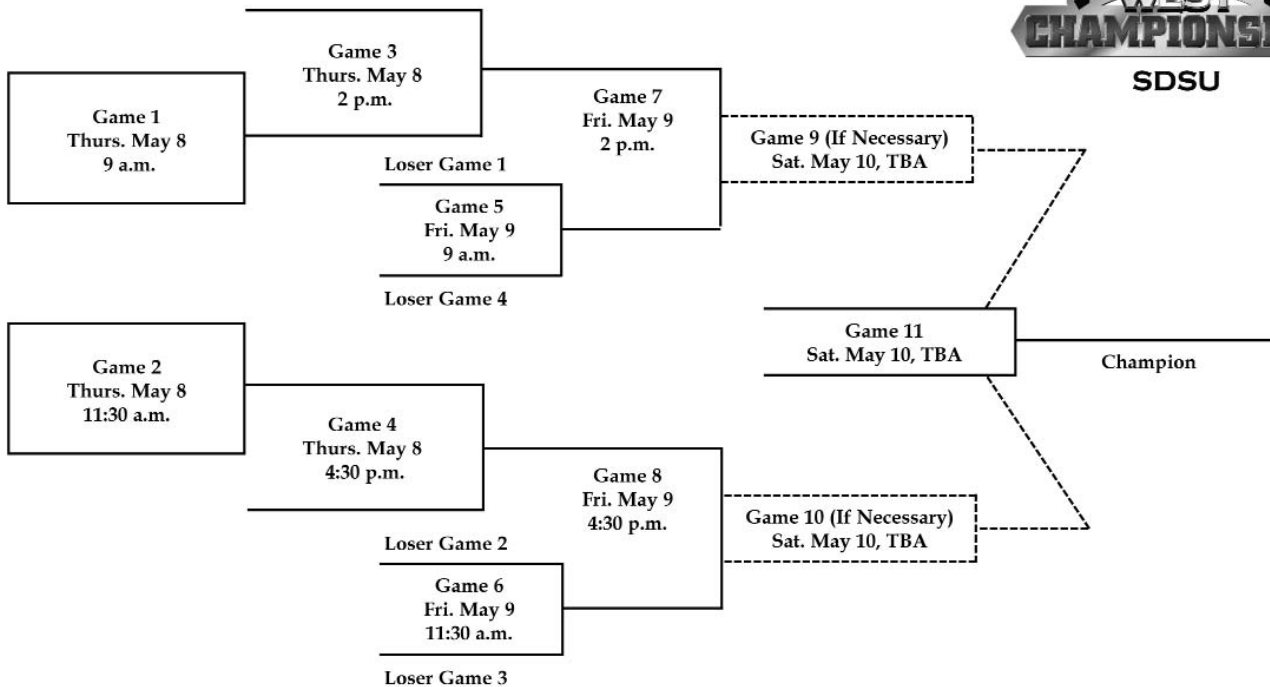 WEST
SDSU
Game 3
Thurs. May 8
2 p.m.
Game 1
Thurs. May 8
9 a.m.
Game 7
Fri. May 9
2 p.m.
Game 9 (If Necessary)
Sat. May 10, TBA
Loser Game 1
Game 5
Fri. May 9
9 a.m.
Loser Game 4
Game 2
Thurs. May 8
11:30 a.m.
Game 11
Sat. May 10, TBA
Champion
Game 4
Thurs. May 8
4:30 p.m.
Game 8
Fri. May 9
4:30 p.m.
Game 10 (If Necessary)
Sat. May 10, TBA
Loser Game 2
Game 6
Fri. May 9
11:30 a.m.
Loser Game 3